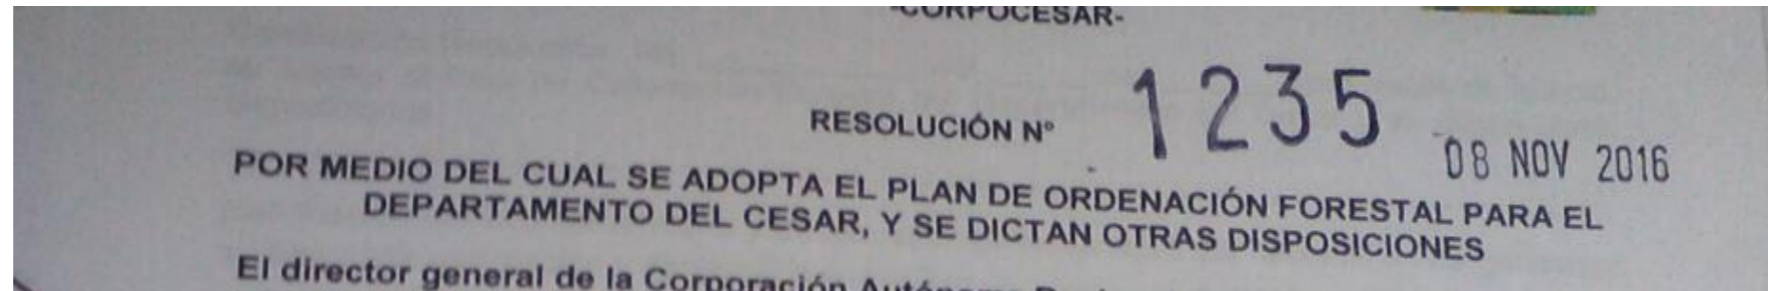 -CORPOCESAR-
RESOLUCIÓN Nº 1235 08 NOV 2016
POR MEDIO DEL CUAL SE ADOPTA EL PLAN DE ORDENACIÓN FORESTAL PARA EL
DEPARTAMENTO DEL CESAR, Y SE DICTAN OTRAS DISPOSICIONES
El director general de la Corporación